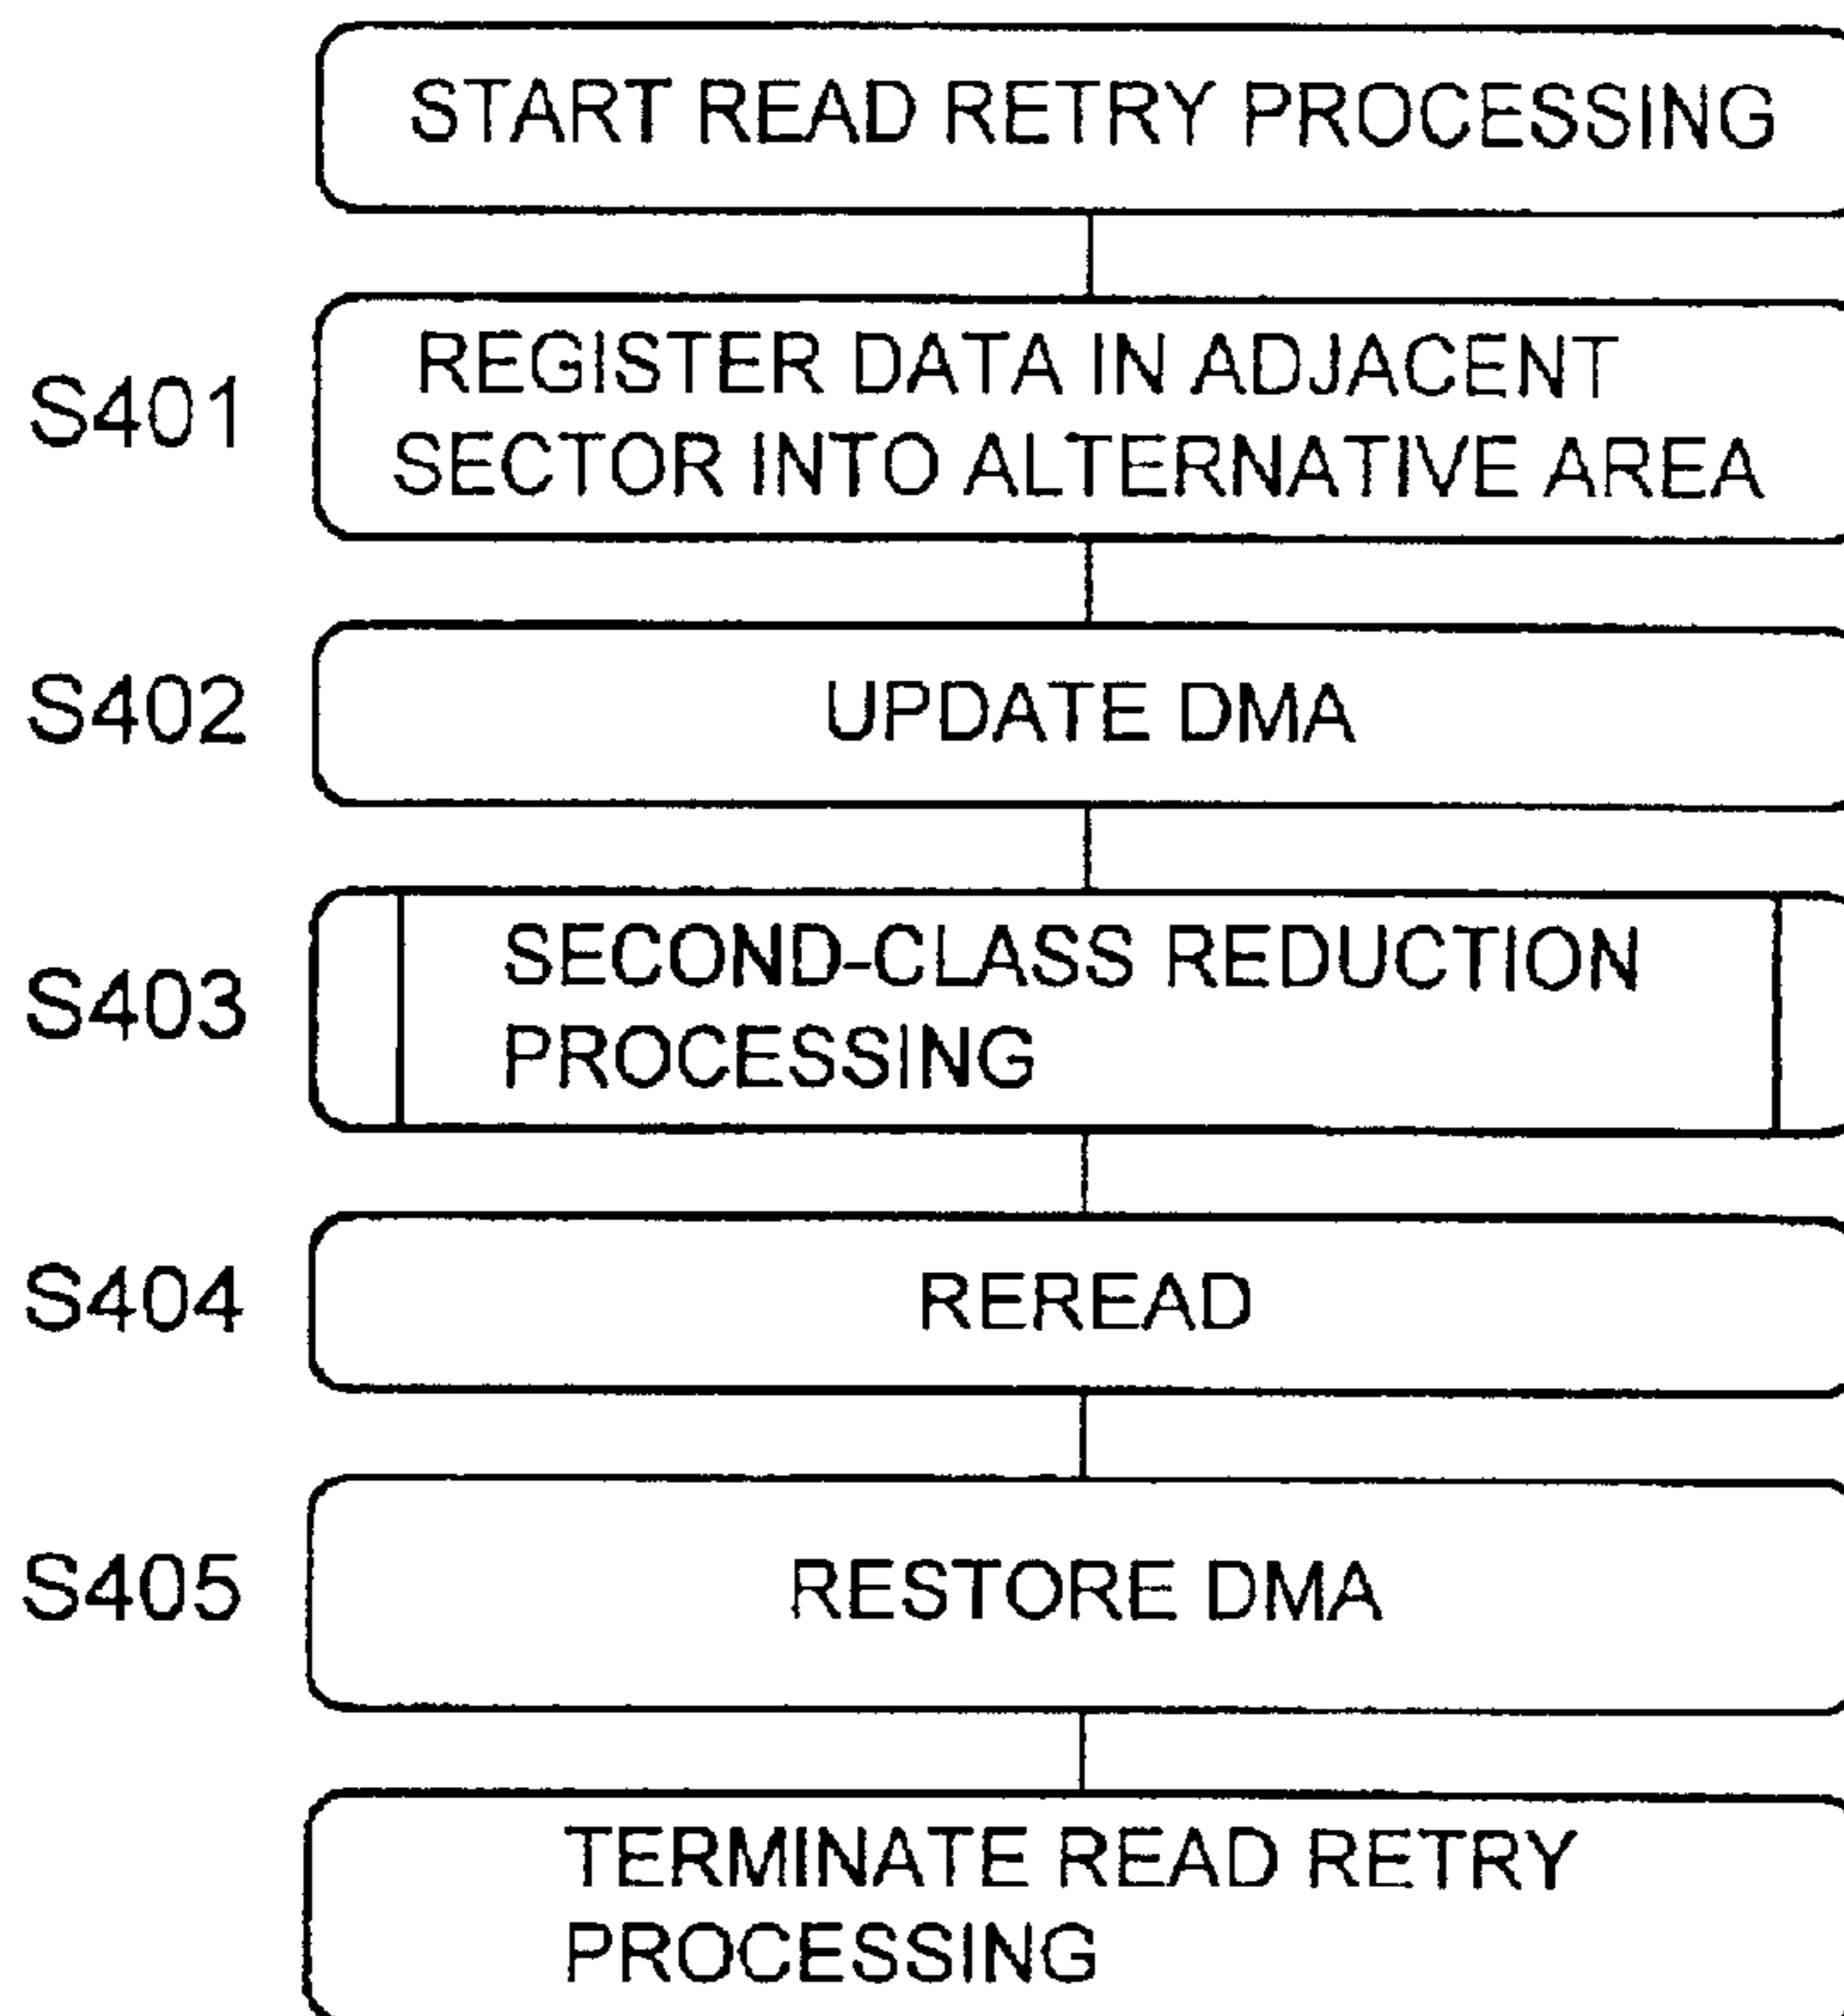 START READ RETRY PROCESSING
S401
REGISTER DATA IN ADJACENT
SECTOR INTO ALTERNATIVE AREA
S402
UPDATE DMA
S403
SECOND-CLASS REDUCTION
PROCESSING
S404
REREAD
S405
RESTORE DMA
TERMINATE READ RETRY
PROCESSING